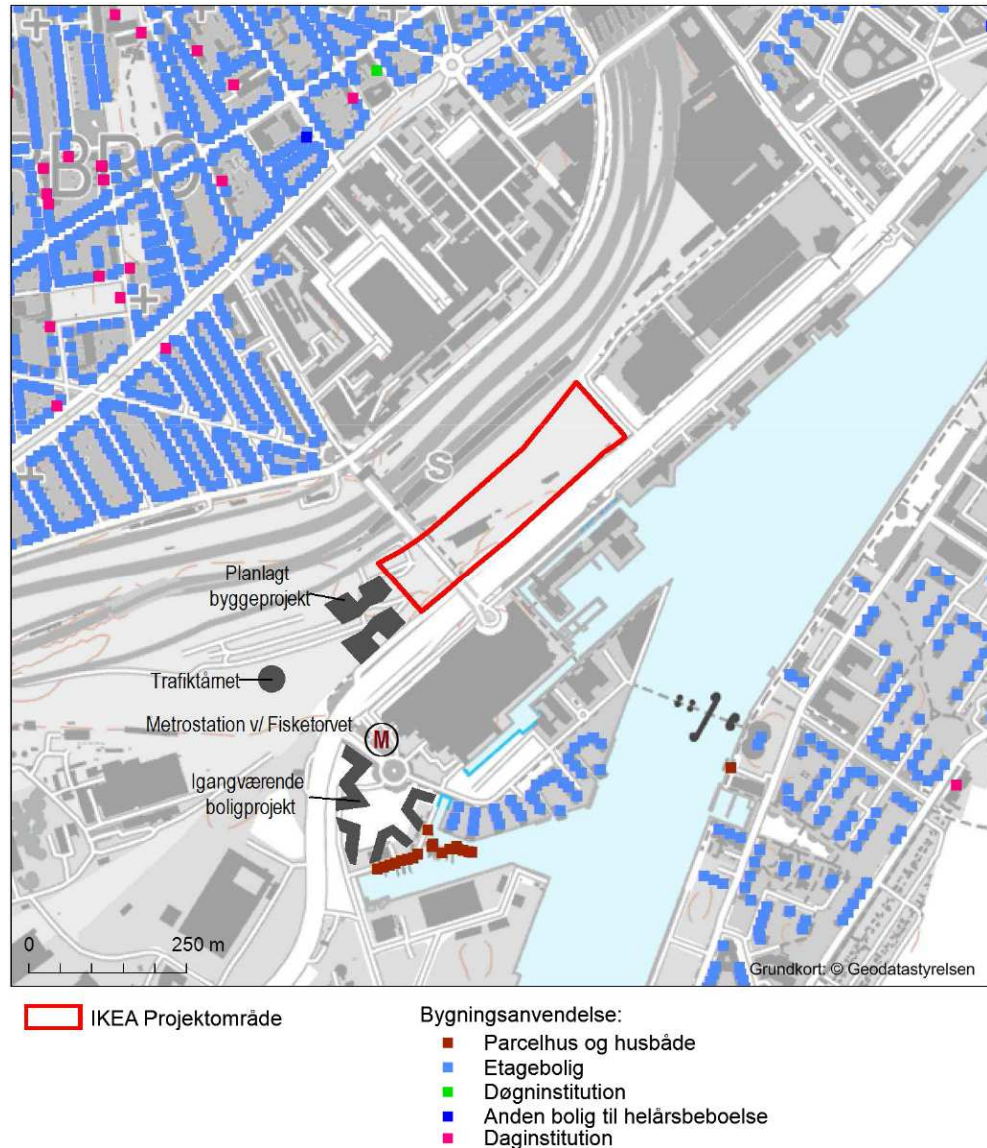 BRO
S
Planlagt
byggeprojekt
Trafiktårnet
Metrostation v/ Fisketorvet
M
Igangværende
boligprojekt
0 250 m
Grundkort: © Geodatastyrelsen
IKEA Projektområde
Bygningsanvendelse:
Parcelhus og husbåde
Etagebolig
Døgninstitution
Anden bolig til helårsbeboelse
Daginstitution